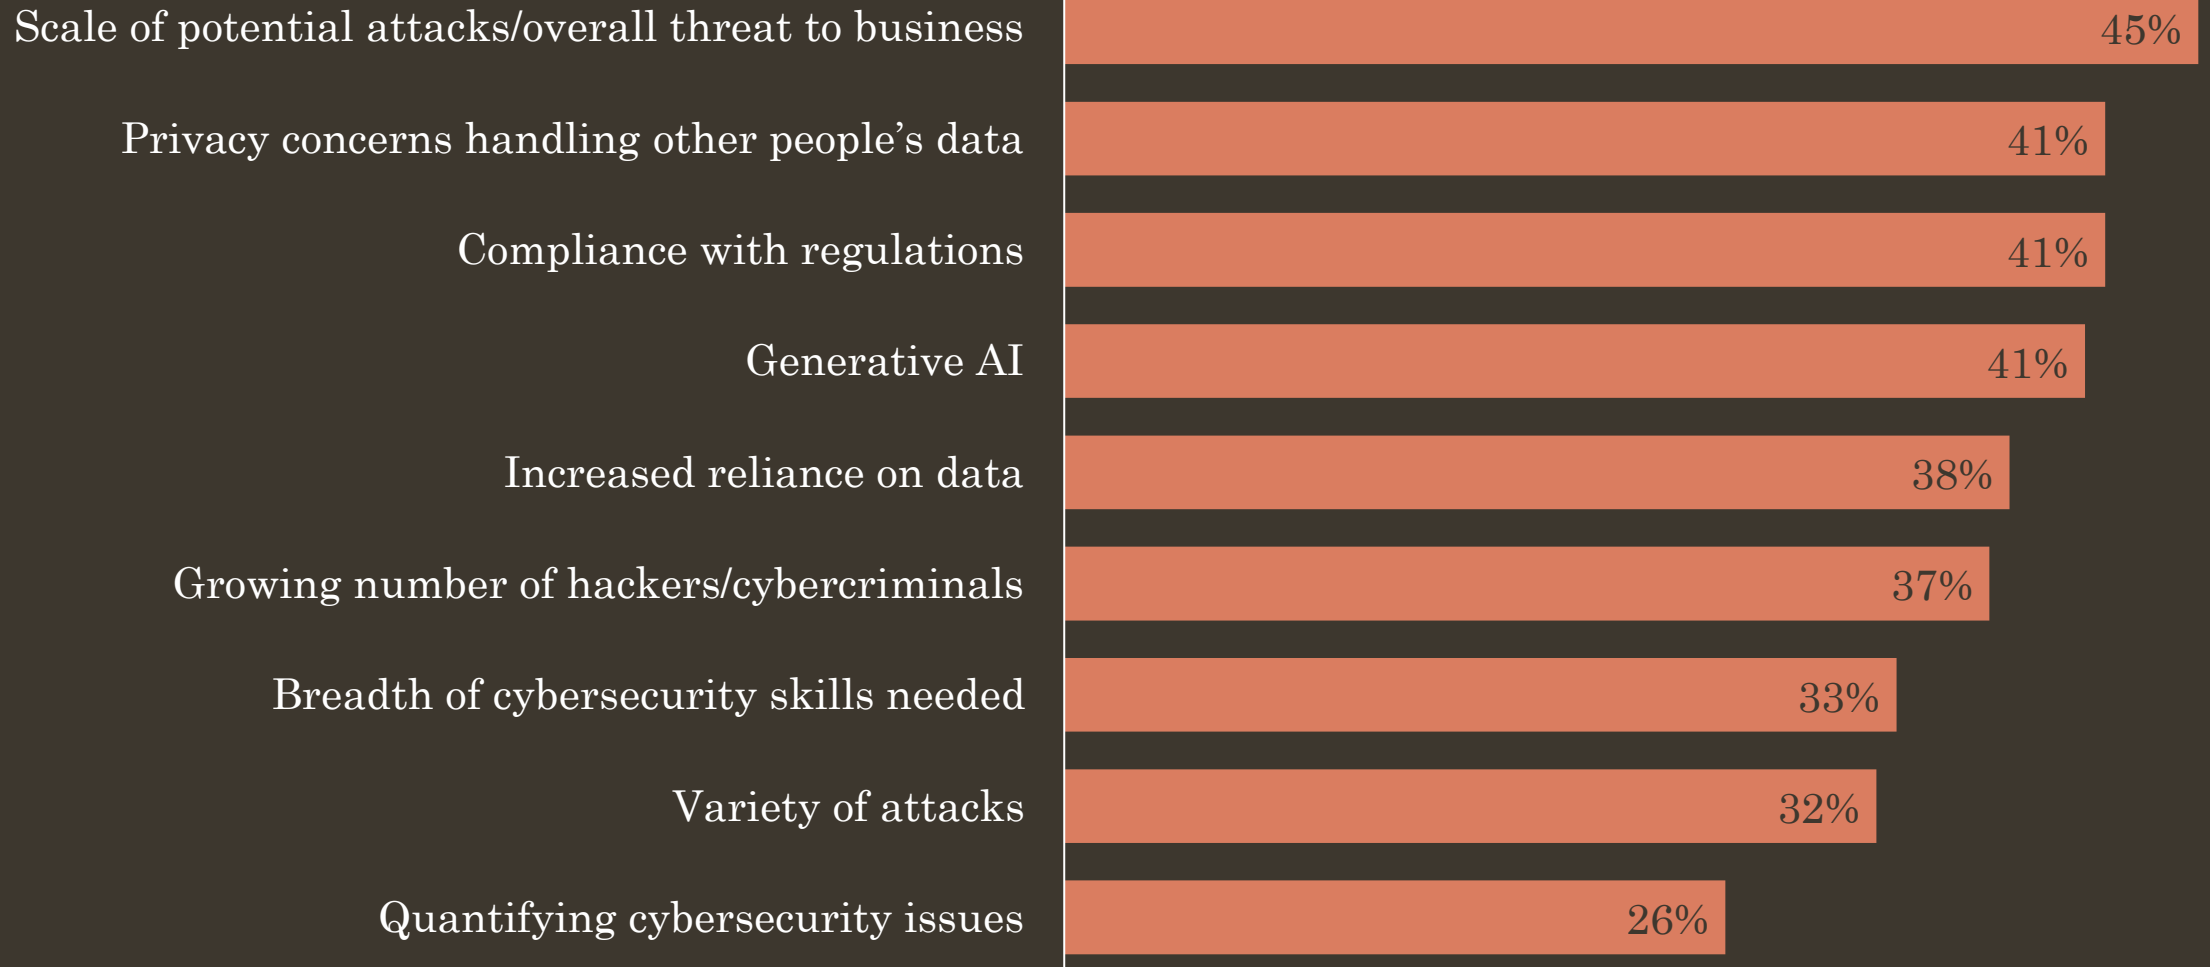 Scale of potential attacks/overall threat to business 45%
Privacy concerns handling other people’s data 41%
Compliance with regulations 41%
Generative AI 41%
Increased reliance on data 38%
Growing number of hackers/cybercriminals 37%
Breadth of cybersecurity skills needed 33%
Variety of attacks 32%
Quantifying cybersecurity issues 26%